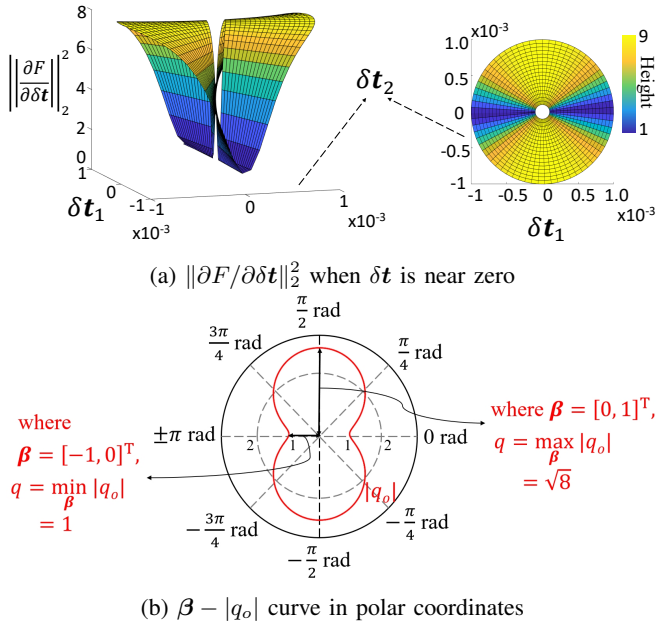 8
6
4
2
0
‖∂F/∂δt‖₂²
1
0
-1
x10⁻³
δt₁
-1
0
1
x10⁻³
δt₂
x10⁻³
1.0
0.5
0
-0.5
-1
-1
0.5
0
0.5
1.0
x10⁻³
δt₁
9
Height
1
(a) ‖∂F/∂δt‖₂² when δt is near zero
π/2 rad
3π/4 rad
π/4 rad
±π rad
0 rad
2
1
1
2
-3π/4 rad
-π/4 rad
-π/2 rad
|qₒ|
where
β = [−1, 0]ᵀ,
q = min |qₒ|
β
= 1
where β = [0, 1]ᵀ,
q = max |qₒ|
β
= √8
(b) β − |qₒ| curve in polar coordinates